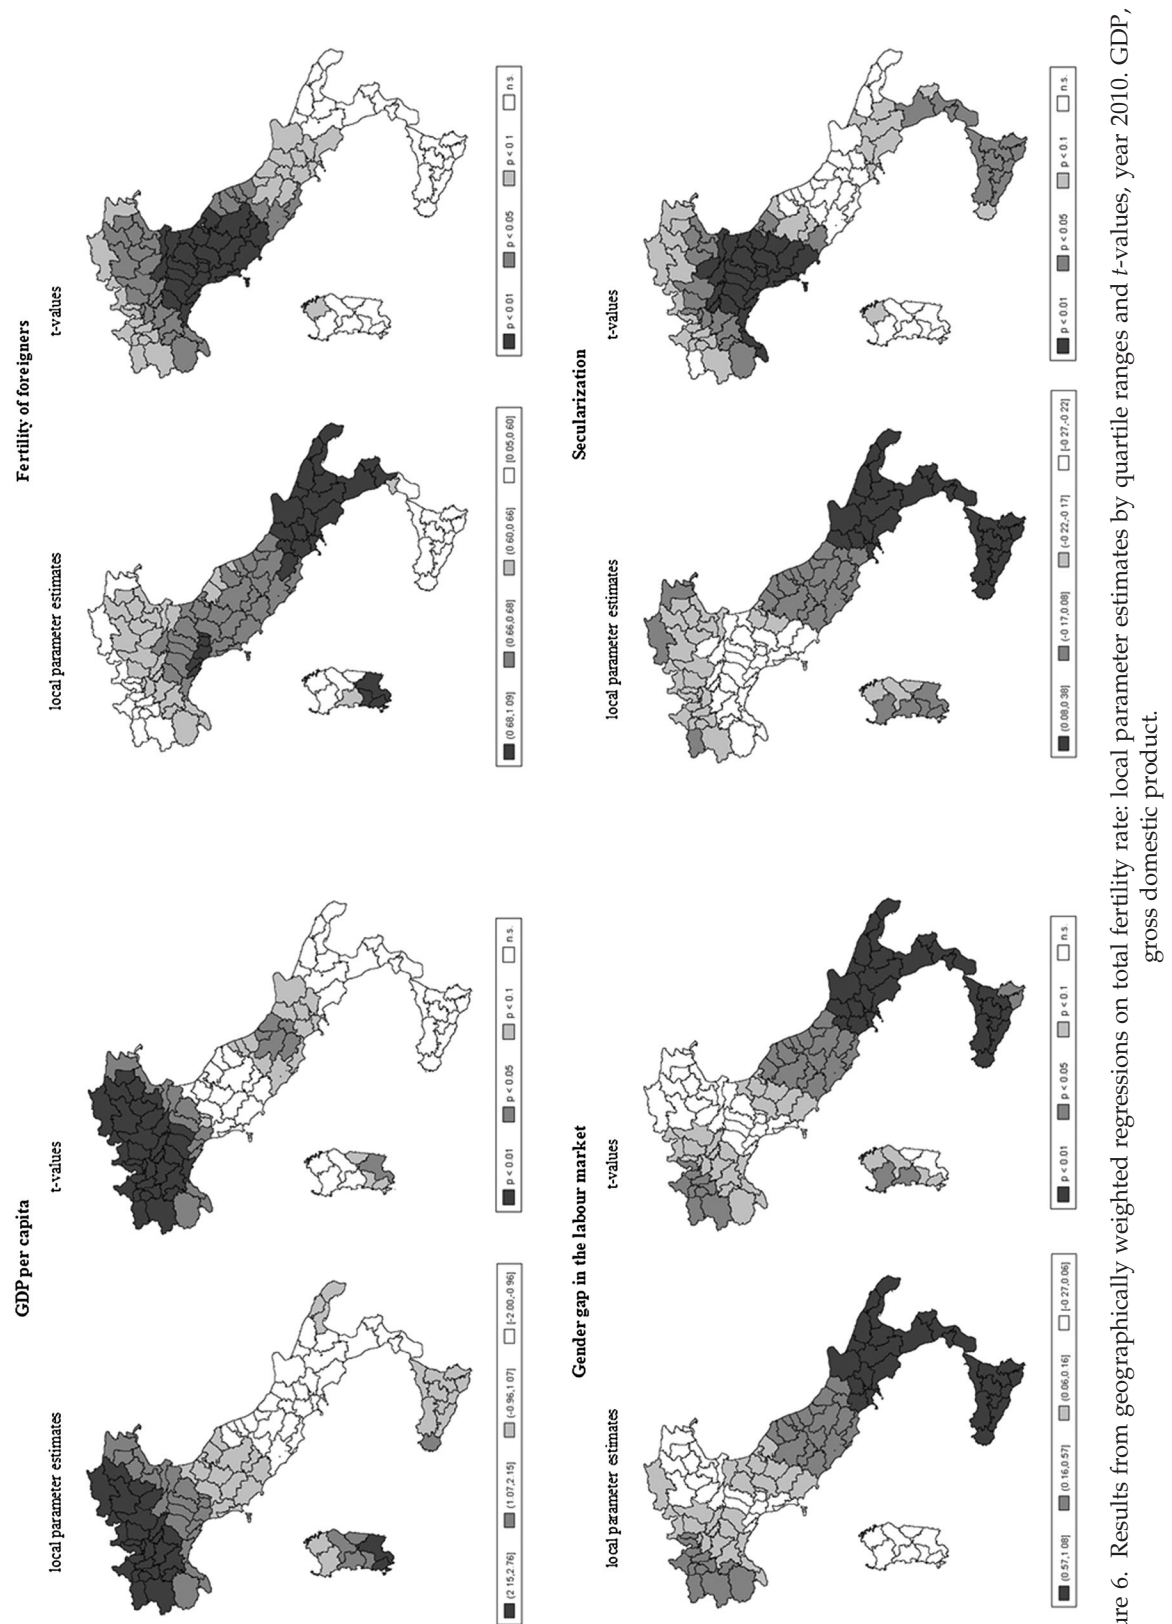 GDP per capita
local parameter estimates
t-values
(2.15,2.76] (1.07,2.15] (-0.96,1.07] [-2.00,-0.96]
p < 0.01 p < 0.05 p < 0.1 n.s.
Fertility of foreigners
local parameter estimates
t-values
(0.68,1.09] (0.66,0.68] (0.60,0.66] [0.05,0.60]
p < 0.01 p < 0.05 p < 0.1 n.s.
Gender gap in the labour market
local parameter estimates
t-values
(0.57,1.08] (0.16,0.57] (0.06,0.16] [-0.27,0.06]
p < 0.01 p < 0.05 p < 0.1 n.s.
Secularization
local parameter estimates
t-values
(0.08,0.38] (-0.17,0.08] (-0.22,-0.17] [-0.27,-0.22]
p < 0.01 p < 0.05 p < 0.1 n.s.
ure 6. Results from geographically weighted regressions on total fertility rate: local parameter estimates by quartile ranges and t-values, year 2010. GDP,
gross domestic product.